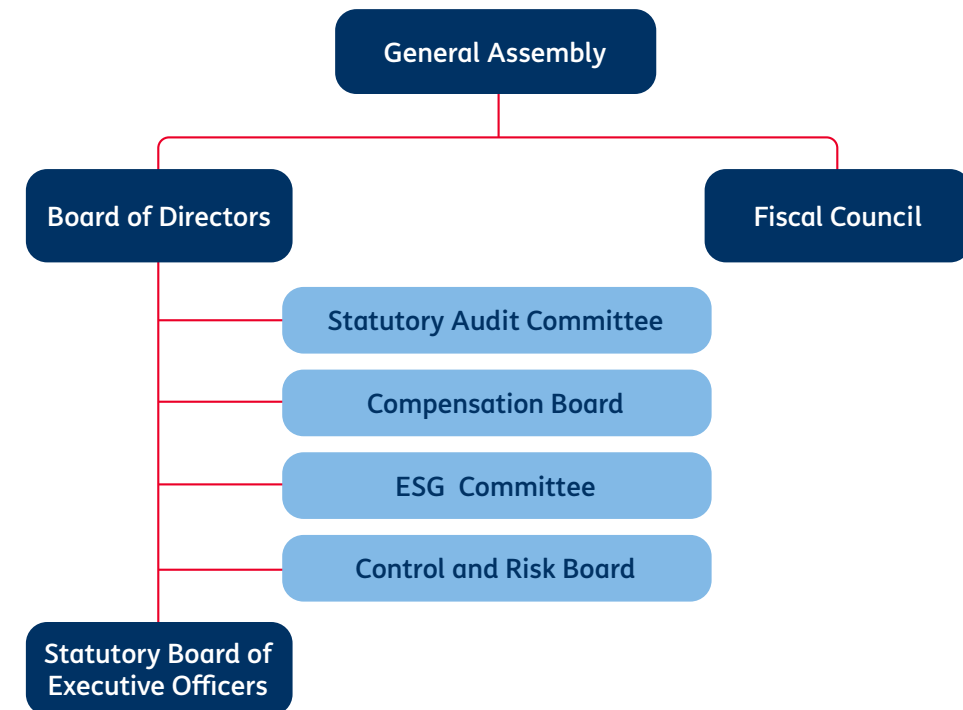 General Assembly
Board of Directors
Fiscal Council
Statutory Audit Committee
Compensation Board
ESG Committee
Control and Risk Board
Statutory Board of
Executive Officers